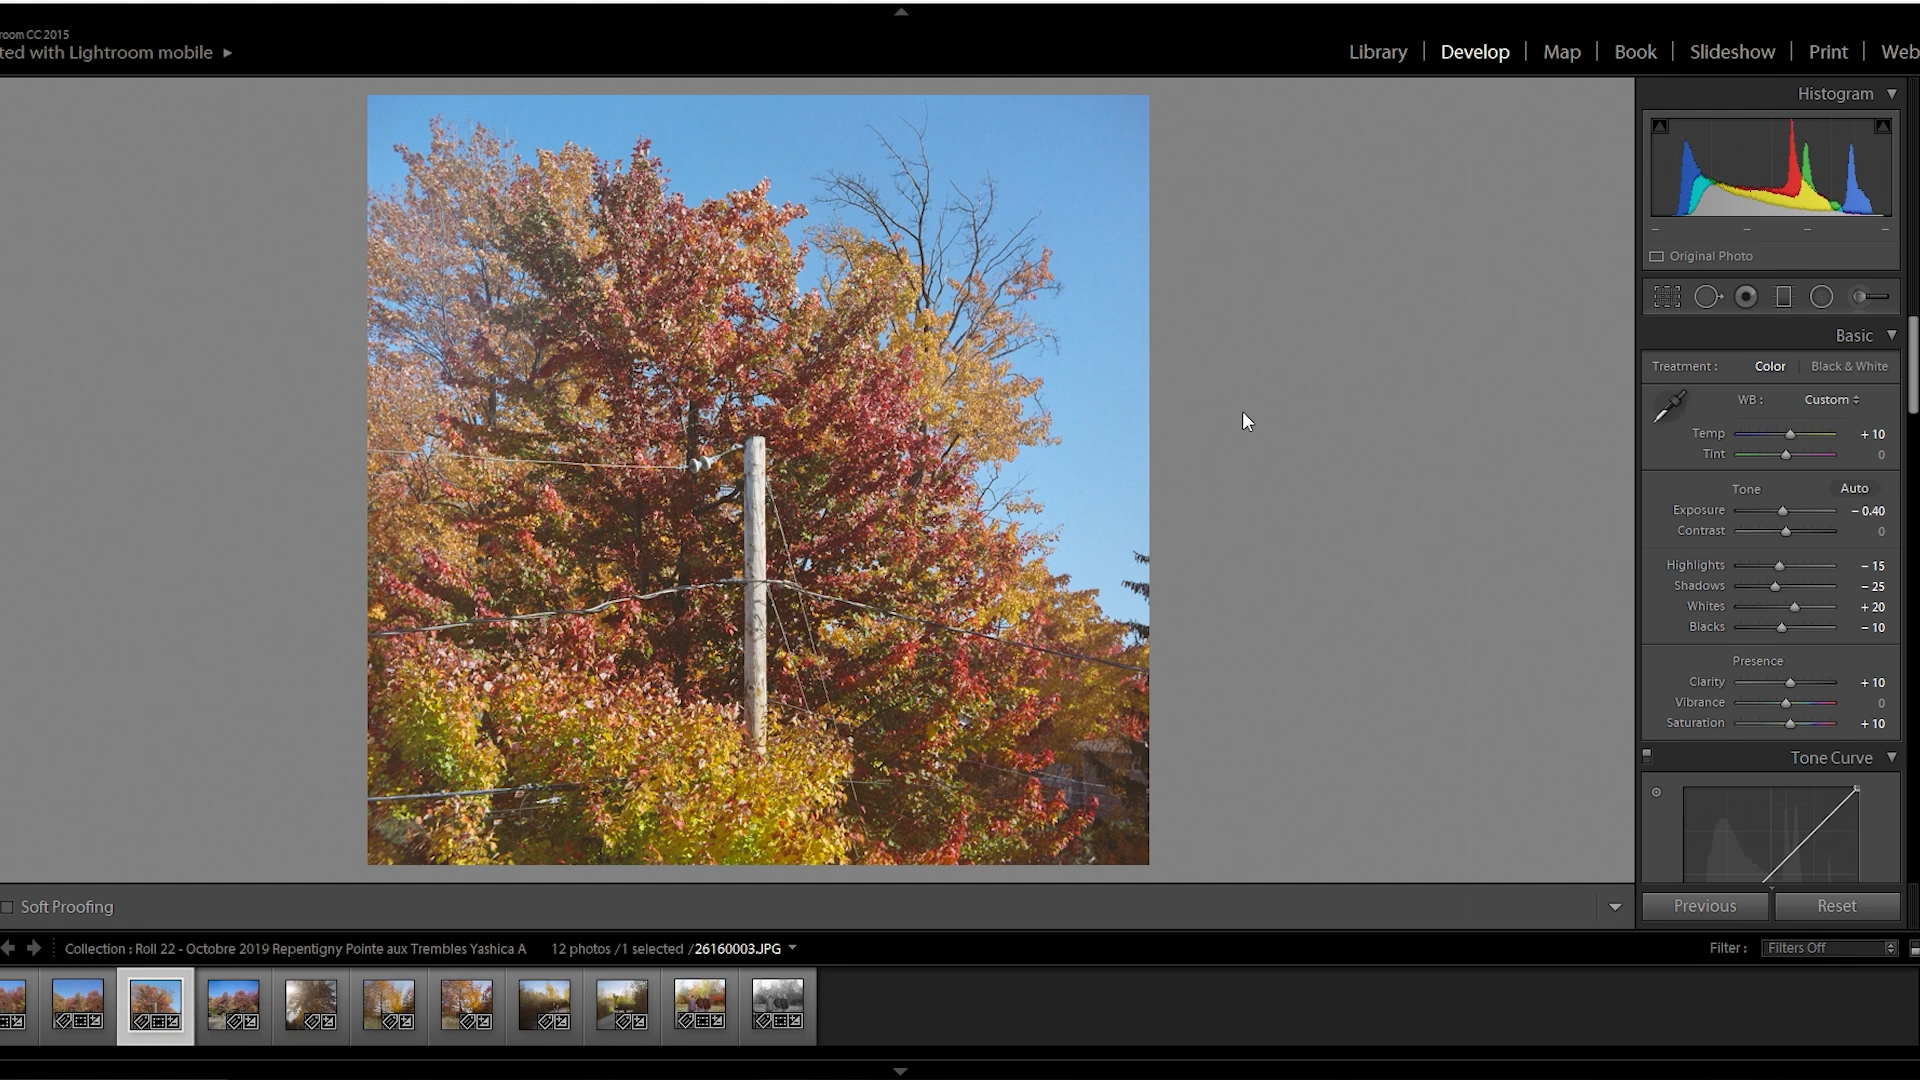 room CC 2015
ted with Lightroom mobile
Library | Develop | Map | Book | Slideshow | Print | Web
Histogram
Original Photo
Basic
Treatment : Color | Black & White
WB : Custom
Temp + 10
Tint 0
Tone Auto
Exposure − 0.40
Contrast 0
Highlights − 15
Shadows − 25
Whites + 20
Blacks − 10
Presence
Clarity + 10
Vibrance 0
Saturation + 10
Tone Curve
Previous Reset
Soft Proofing
Collection : Roll 22 - Octobre 2019 Repentigny Pointe aux Trembles Yashica A 12 photos /1 selected /26160003.JPG Filter : Filters Off